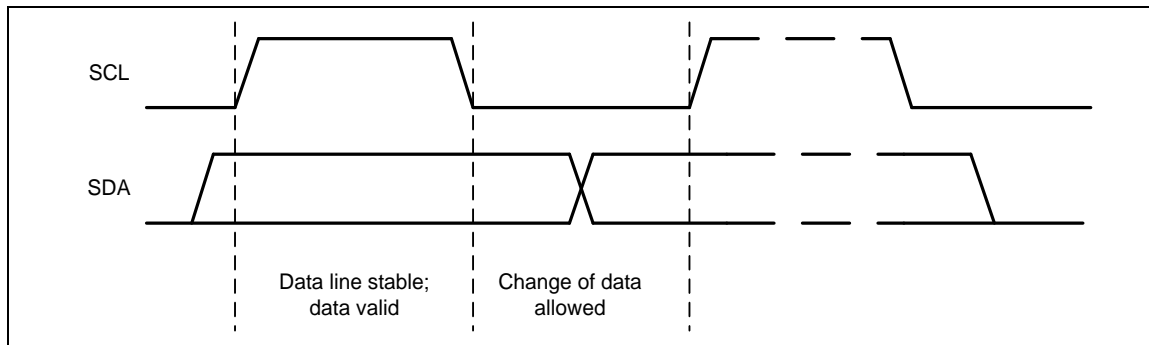 SCL
SDA
Data line stable;
data valid
Change of data
allowed